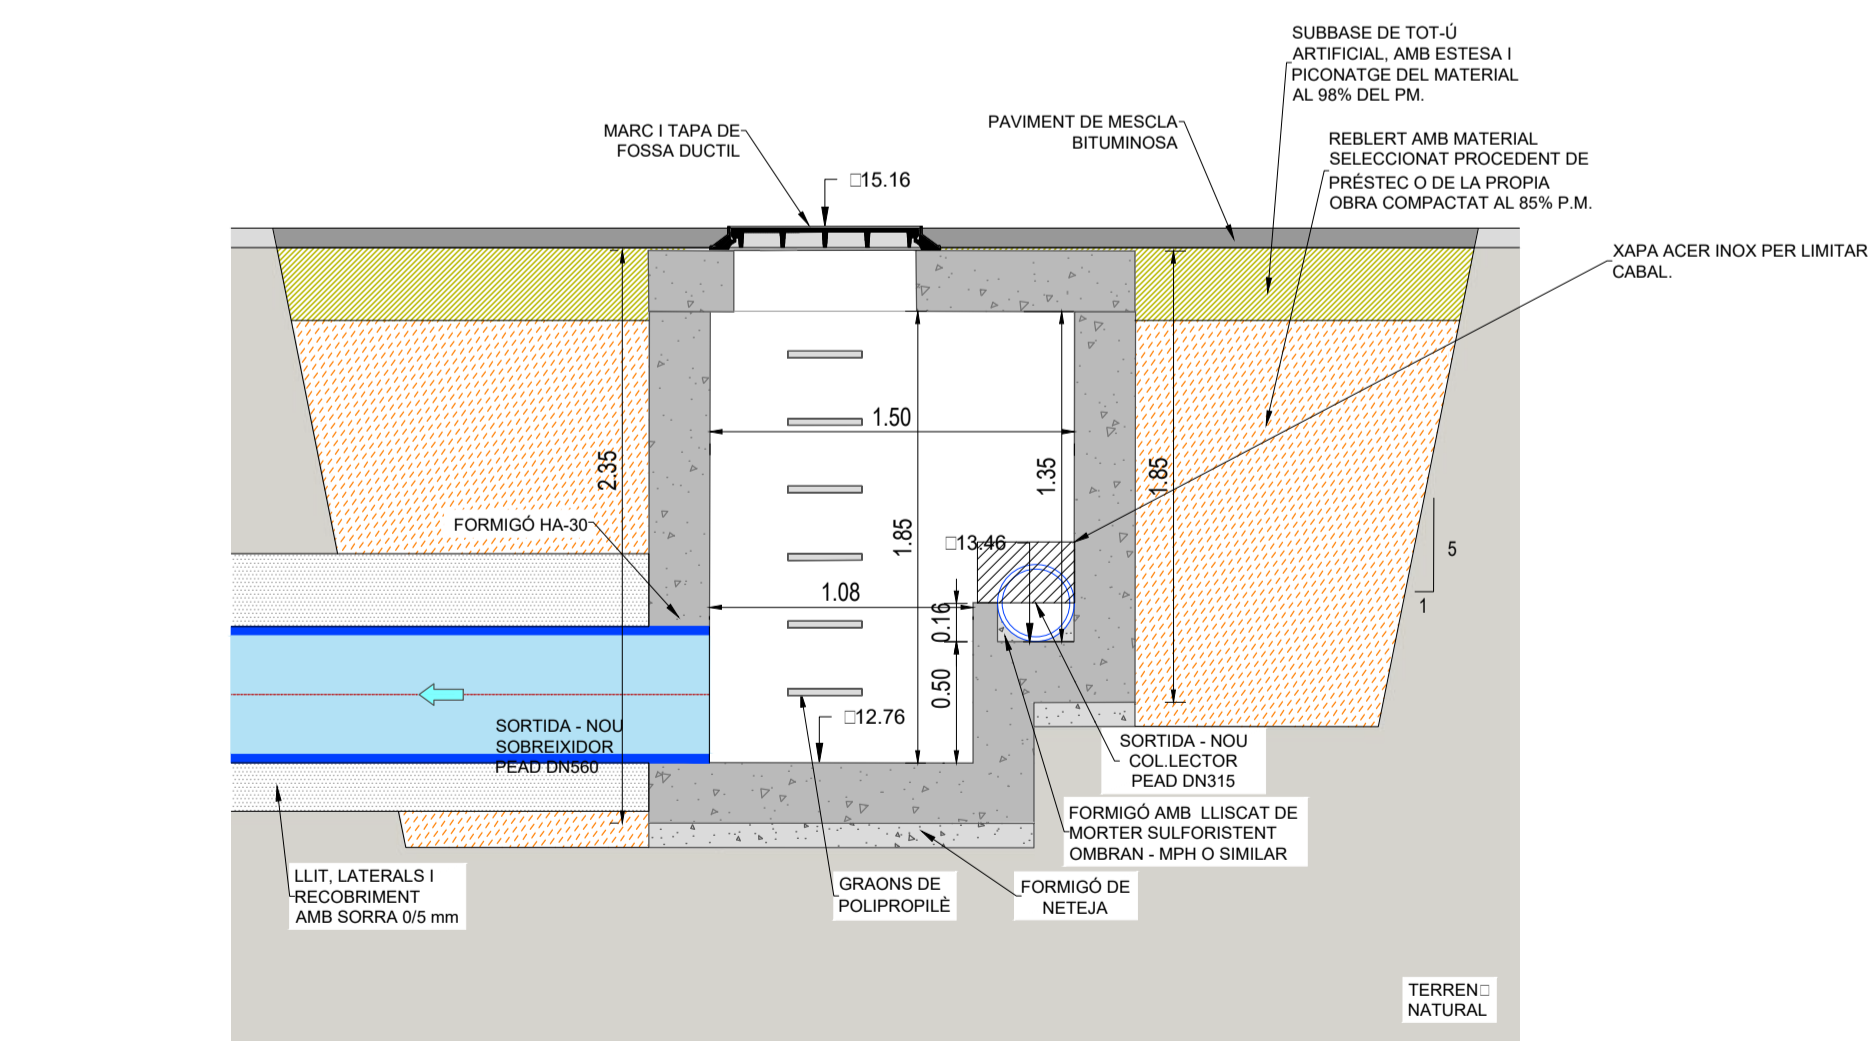 SUBBASE DE TOT-Ú
ARTIFICIAL, AMB ESTESA I
PICONATGE DEL MATERIAL
AL 98% DEL PM.
MARC I TAPA DE
FOSSA DUCTIL
PAVIMENT DE MESCLA
BITUMINOSA
REBLERT AMB MATERIAL
SELECCIONAT PROCEDENT DE
PRÉSTEC O DE LA PROPIA
OBRA COMPACTAT AL 85% P.M.
□15.16
XAPA ACER INOX PER LIMITAR
CABAL.
1.50
2.35
1.35
1.85
1.85
FORMIGÓ HA-30
□13.46
5
1
1.08
0.16
0.50
□12.76
SORTIDA - NOU
SOBREIXIDOR
PEAD DN560
SORTIDA - NOU
COL.LECTOR
PEAD DN315
FORMIGÓ AMB LLISCAT DE
MORTER SULFORISTENT
OMBRAN - MPH O SIMILAR
LLIT, LATERALS I
RECOBRIMENT
AMB SORRA 0/5 mm
GRAONS DE
POLIPROPILÈ
FORMIGÓ DE
NETEJA
TERREN□
NATURAL